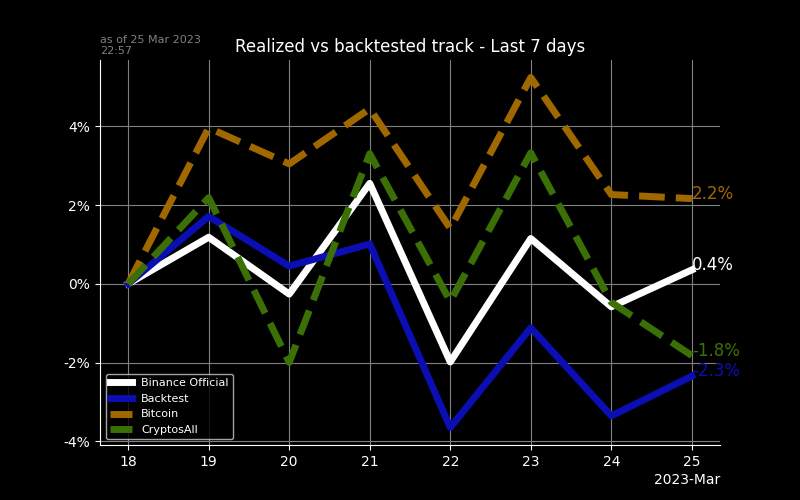 as of 25 Mar 2023
22:57
Realized vs backtested track - Last 7 days
4%
2%
0%
-2%
-4%
2.2%
0.4%
-1.8%
-2.3%
Binance Official
Backtest
Bitcoin
CryptosAll
18 19 20 21 22 23 24 25
2023-Mar